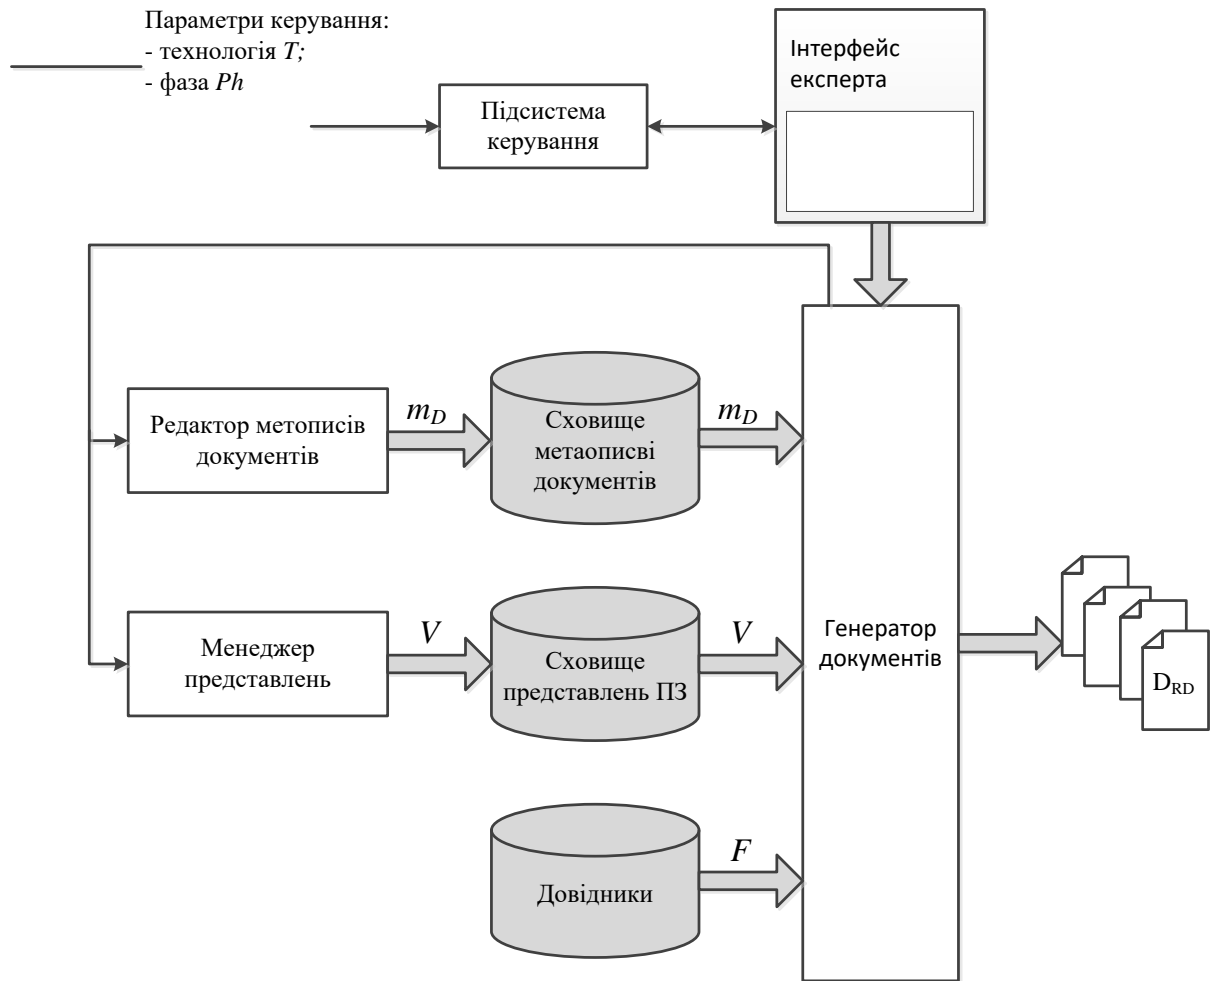 Параметри керування:
- технологія T;
- фаза Ph
Інтерфейс
експерта
Підсистема
керування
Редактор метописів
документів
m_D
Сховище
метаописві
документів
m_D
Менеджер
представлень
V
Сховище
представлень ПЗ
V
Генератор
документів
D_RD
Довідники
F